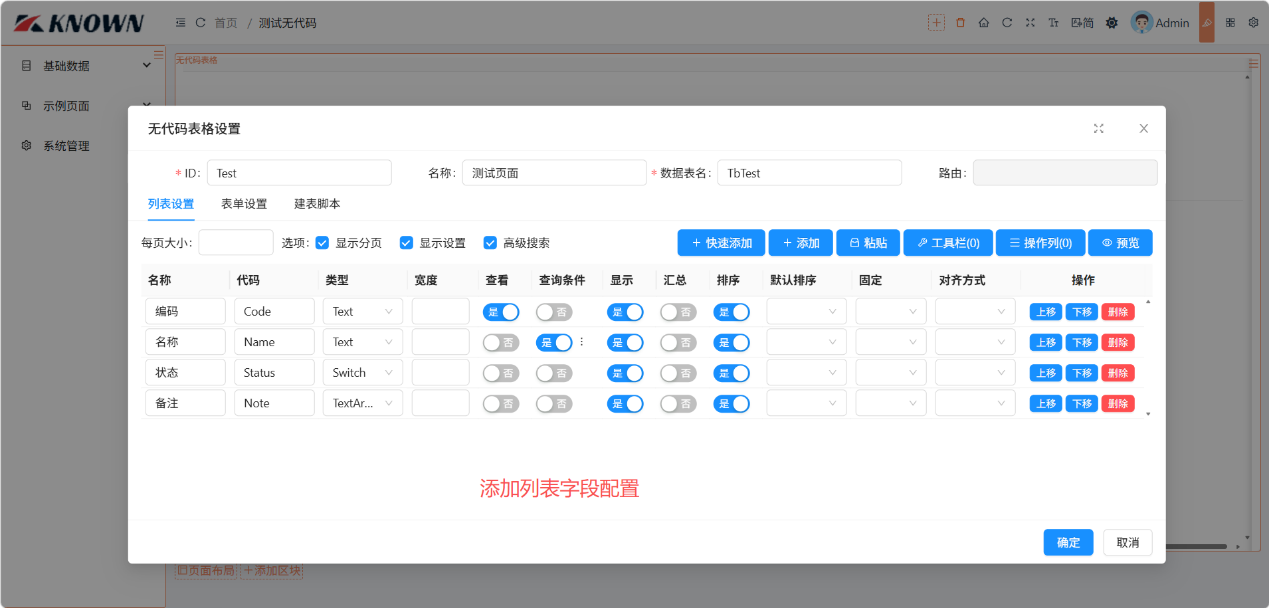 KNOWN 首页 / 测试无代码 简 Admin
基础数据
无代码表格
示例页面
系统管理
无代码表格设置
* ID: Test 名称: 测试页面 * 数据表名: TbTest 路由:
列表设置 表单设置 建表脚本
每页大小: 选项: 显示分页 显示设置 高级搜索 快速添加 添加 粘贴 工具栏(0) 操作列(0) 预览
名称 代码 类型 宽度 查看 查询条件 显示 汇总 排序 默认排序 固定 对齐方式 操作
编码 Code Text 是 否 是 否 是 上移 下移 删除
名称 Name Text 否 是 是 否 是 上移 下移 删除
状态 Status Switch 否 否 是 否 是 上移 下移 删除
备注 Note TextAr... 否 否 是 否 是 上移 下移 删除
添加列表字段配置
确定 取消
页面布局 添加区块